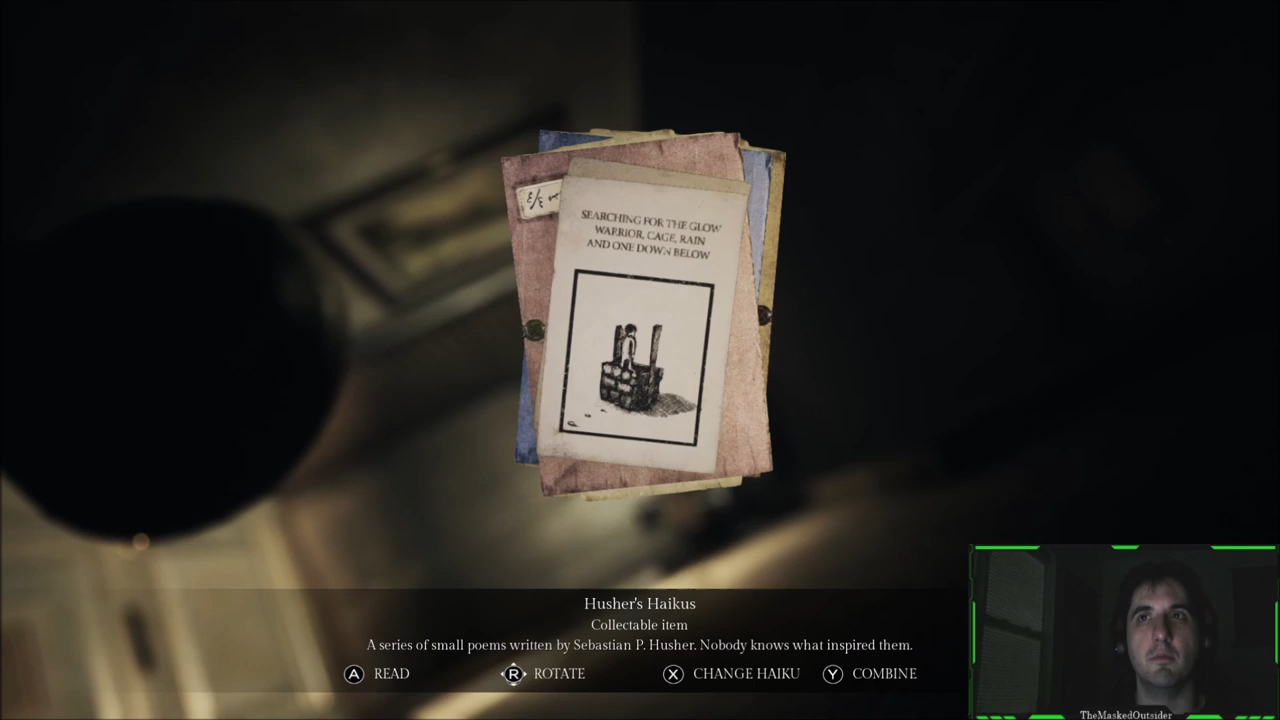 SEARCHING FOR THE GLOW
WARRIOR, CAGE, RAIN
AND ONE DOWN BELOW
Husher's Haikus
Collectable item
A series of small poems written by Sebastian P. Husher. Nobody knows what inspired them.
A READ
R ROTATE
X CHANGE HAIKU
Y COMBINE
TheMaskedOutsider